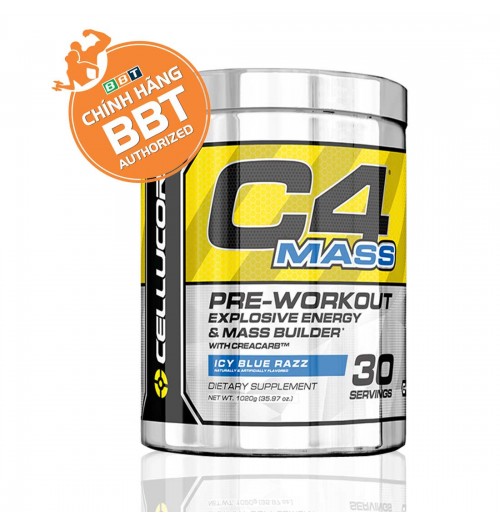 BBT
CHÍNH HÃNG
BBT
AUTHORIZED
CELLUCOR
C4
MASS
PRE-WORKOUT
EXPLOSIVE ENERGY
& MASS BUILDER*
WITH CREACARB™
ICY BLUE RAZZ
NATURALLY & ARTIFICIALLY FLAVORED
DIETARY SUPPLEMENT
NET WT. 1020g (35.97 oz.)
30
SERVINGS